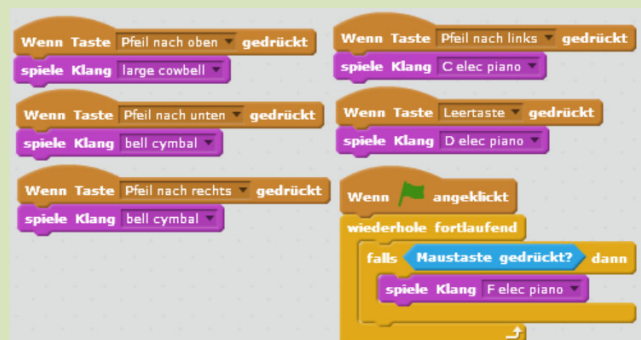 Wenn Taste Pfeil nach oben gedrückt
spiele Klang large cowbell
Wenn Taste Pfeil nach unten gedrückt
spiele Klang bell cymbal
Wenn Taste Pfeil nach rechts gedrückt
spiele Klang bell cymbal
Wenn Taste Pfeil nach links gedrückt
spiele Klang C elec piano
Wenn Taste Leertaste gedrückt
spiele Klang D elec piano
Wenn angeklickt
wiederhole fortlaufend
falls Maustaste gedrückt? dann
spiele Klang F elec piano